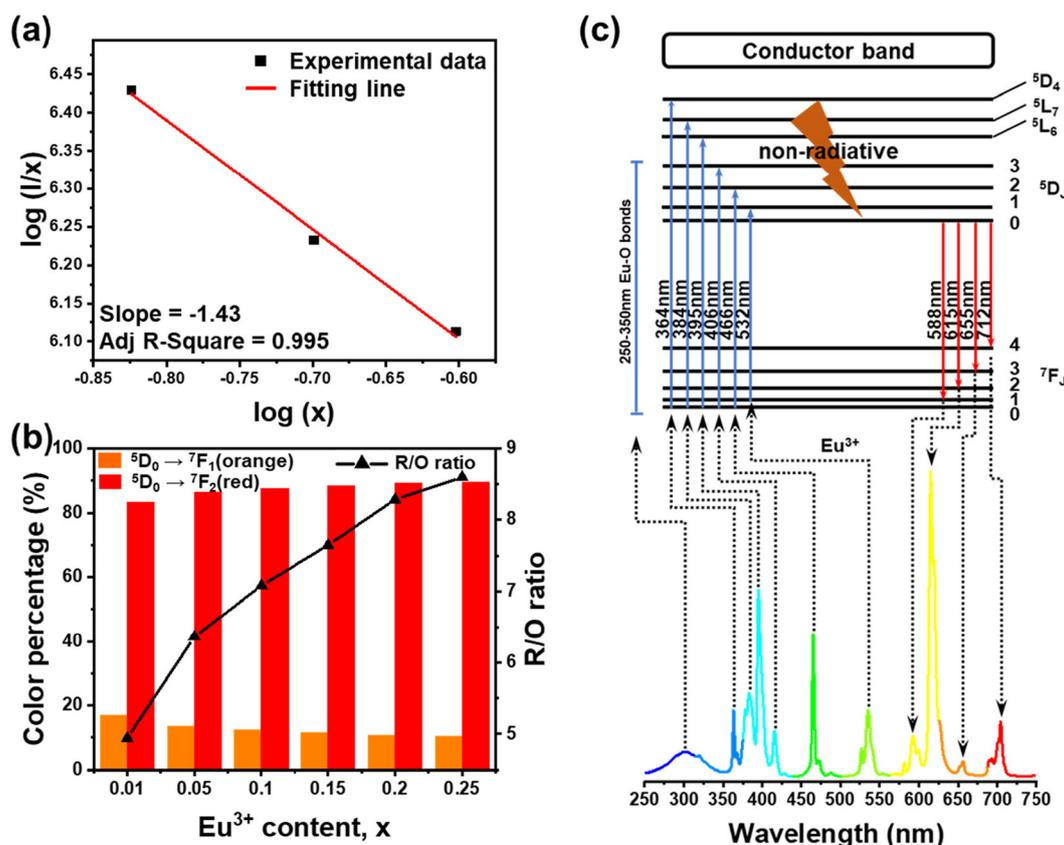 (a)
6.45
6.40
6.35
6.30
6.25
6.20
6.15
6.10
log (I/x)
Experimental data
Fitting line
Slope = -1.43
Adj R-Square = 0.995
-0.85 -0.80 -0.75 -0.70 -0.65 -0.60
log (x)
(b)
100
80
60
40
20
0
Color percentage (%)
⁵D₀ → ⁷F₁(orange)
⁵D₀ → ⁷F₂(red)
R/O ratio
9
8
7
6
5
R/O ratio
0.01 0.05 0.1 0.15 0.2 0.25
Eu³⁺ content, x
(c)
Conductor band
⁵D₄
⁵L₇
⁵L₆
non-radiative
3
2
1
0
⁵Dⱼ
250-350nm Eu-O bonds
364nm
384nm
395nm
406nm
466nm
532nm
588nm
615nm
655nm
712nm
4
3
2
1
0
⁷Fⱼ
Eu³⁺
250 300 350 400 450 500 550 600 650 700 750
Wavelength (nm)